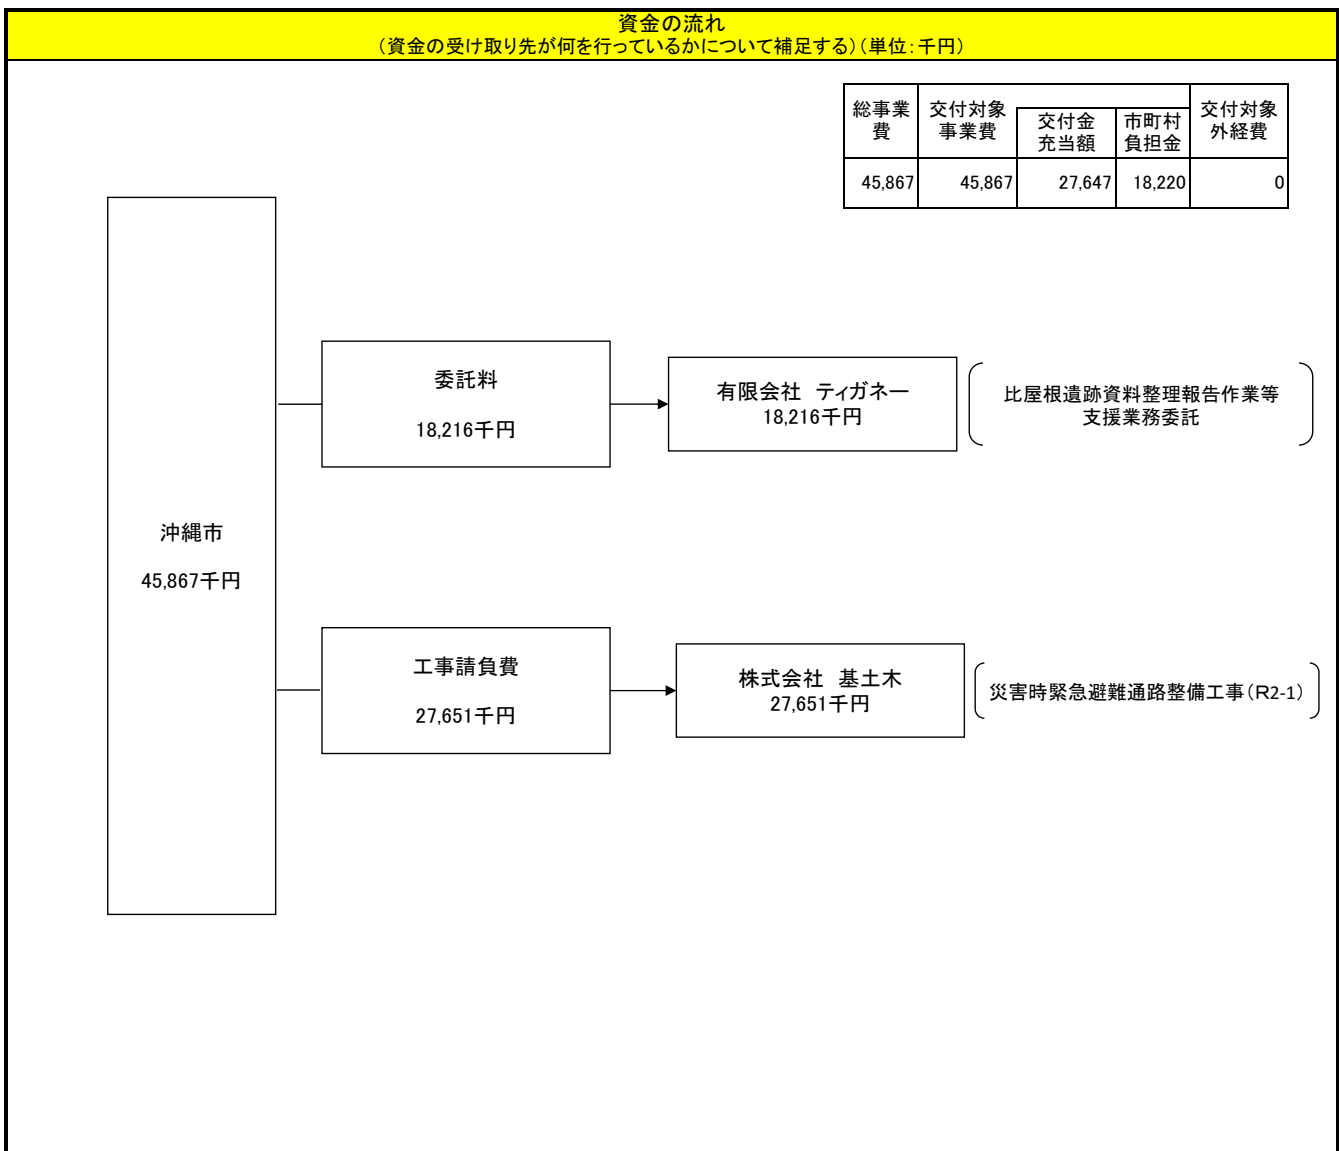 資金の流れ
（資金の受け取り先が何を行っているかについて補足する）（単位：千円）
総事業
費
交付対象
事業費
交付金
充当額
市町村
負担金
交付対象
外経費
45,867
45,867
27,647
18,220
0
沖縄市
45,867千円
委託料
18,216千円
有限会社　ティガネー
18,216千円
比屋根遺跡資料整理報告作業等
支援業務委託
工事請負費
27,651千円
株式会社　基土木
27,651千円
災害時緊急避難通路整備工事（R2-1）